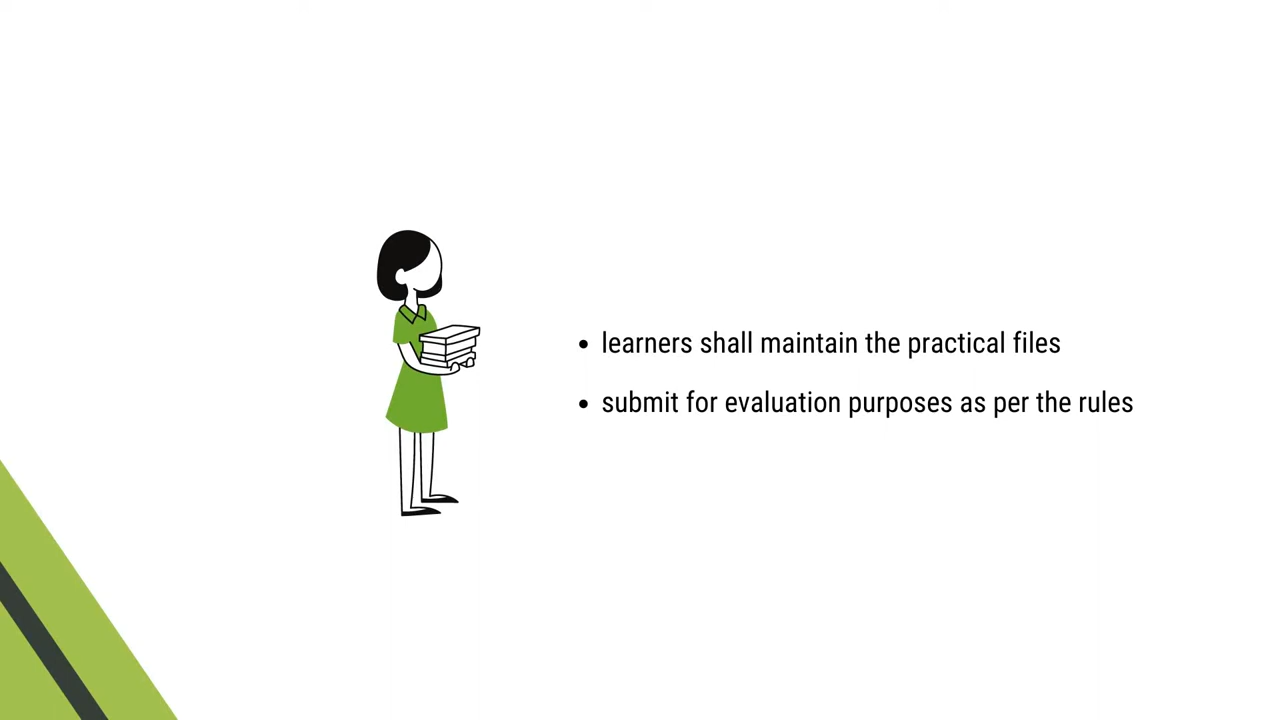 • learners shall maintain the practical files
• submit for evaluation purposes as per the rules